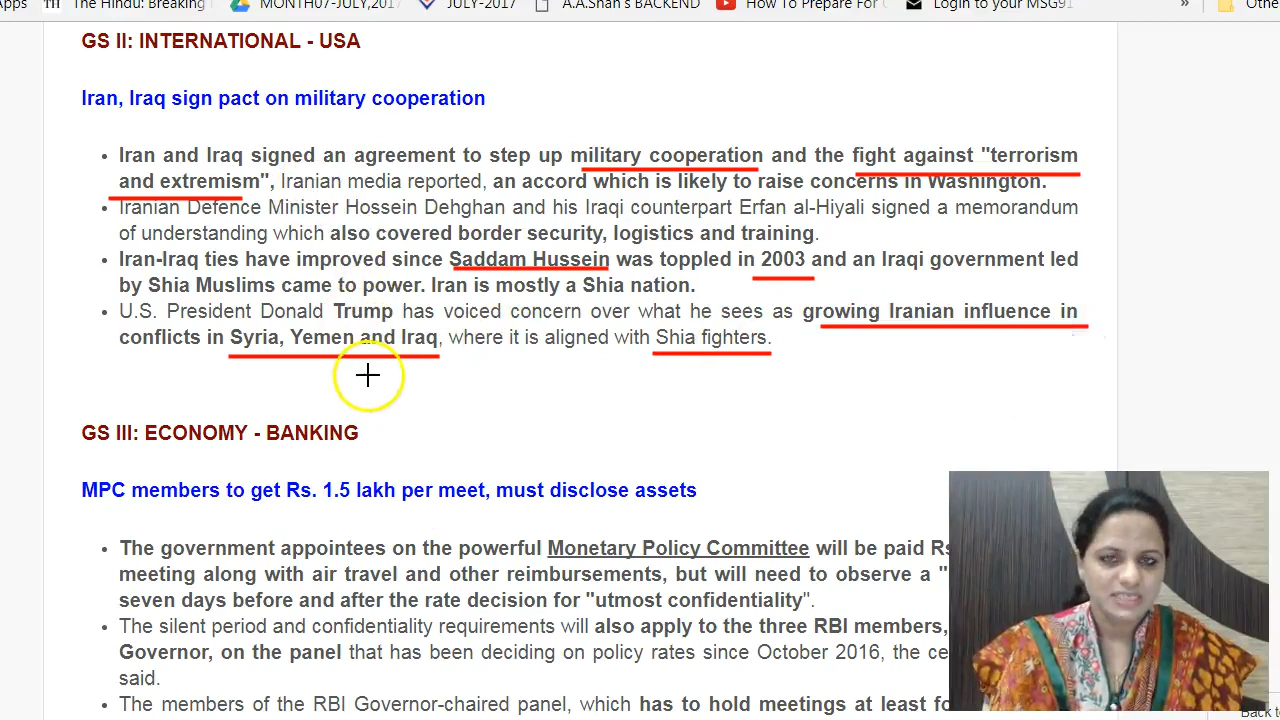 Apps TH The Hindu: Breaking MONTH07-JULY,2017 JULY-2017 A.A.Shah's BACKEND How To Prepare For Login to your MSG91 » Othe
GS II: INTERNATIONAL - USA
Iran, Iraq sign pact on military cooperation
• Iran and Iraq signed an agreement to step up military cooperation and the fight against "terrorism
and extremism", Iranian media reported, an accord which is likely to raise concerns in Washington.
• Iranian Defence Minister Hossein Dehghan and his Iraqi counterpart Erfan al-Hiyali signed a memorandum
of understanding which also covered border security, logistics and training.
• Iran-Iraq ties have improved since Saddam Hussein was toppled in 2003 and an Iraqi government led
by Shia Muslims came to power. Iran is mostly a Shia nation.
• U.S. President Donald Trump has voiced concern over what he sees as growing Iranian influence in
conflicts in Syria, Yemen and Iraq, where it is aligned with Shia fighters.
GS III: ECONOMY - BANKING
MPC members to get Rs. 1.5 lakh per meet, must disclose assets
• The government appointees on the powerful Monetary Policy Committee will be paid Rs
meeting along with air travel and other reimbursements, but will need to observe a "
seven days before and after the rate decision for "utmost confidentiality".
• The silent period and confidentiality requirements will also apply to the three RBI members,
Governor, on the panel that has been deciding on policy rates since October 2016, the ce
said.
• The members of the RBI Governor-chaired panel, which has to hold meetings at least fo
Back to